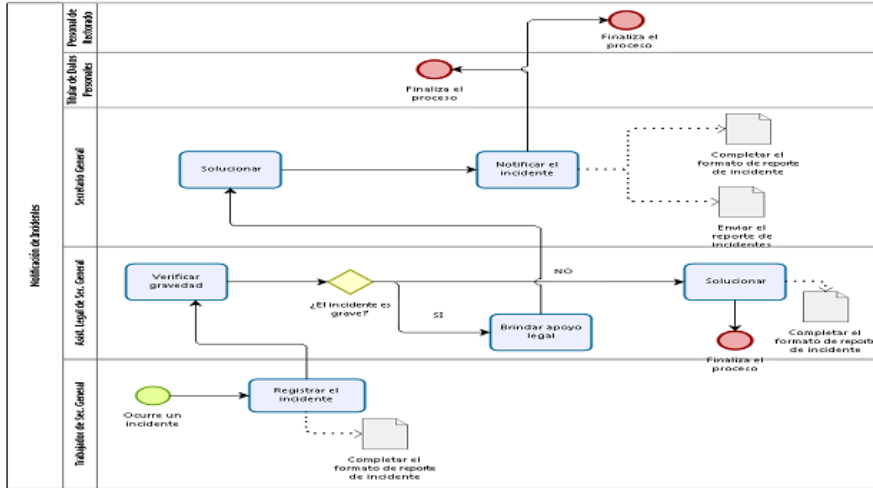 Notificación de Incidentes
Personal de
Rectorado
Finaliza el
proceso
Titular de Datos
Personales
Finaliza el
proceso
Secretario General
Solucionar
Notificar el
incidente
Completar el
formato de reporte
de incidente
Enviar el
reporte de
incidentes
Asist. Legal de Sec. General
Verificar
gravedad
¿El incidente es
grave?
NO
SI
Brindar apoyo
legal
Solucionar
Completar el
formato de reporte
de incidente
Finaliza el
proceso
Trabajador de Sec. General
Ocurre un
incidente
Registrar el
incidente
Completar el
formato de reporte
de incidente